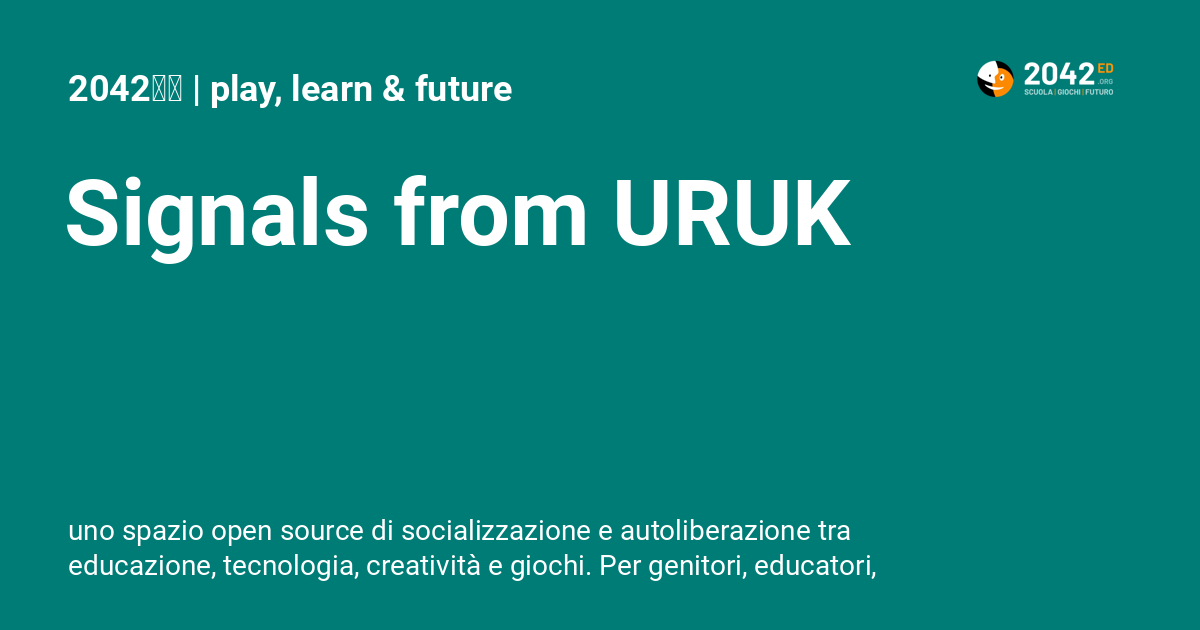 2042 | play, learn & future
2042 ED
.ORG
SCUOLA | GIOCHI | FUTURO
Signals from URUK
uno spazio open source di socializzazione e autoliberazione tra
educazione, tecnologia, creatività e giochi. Per genitori, educatori,